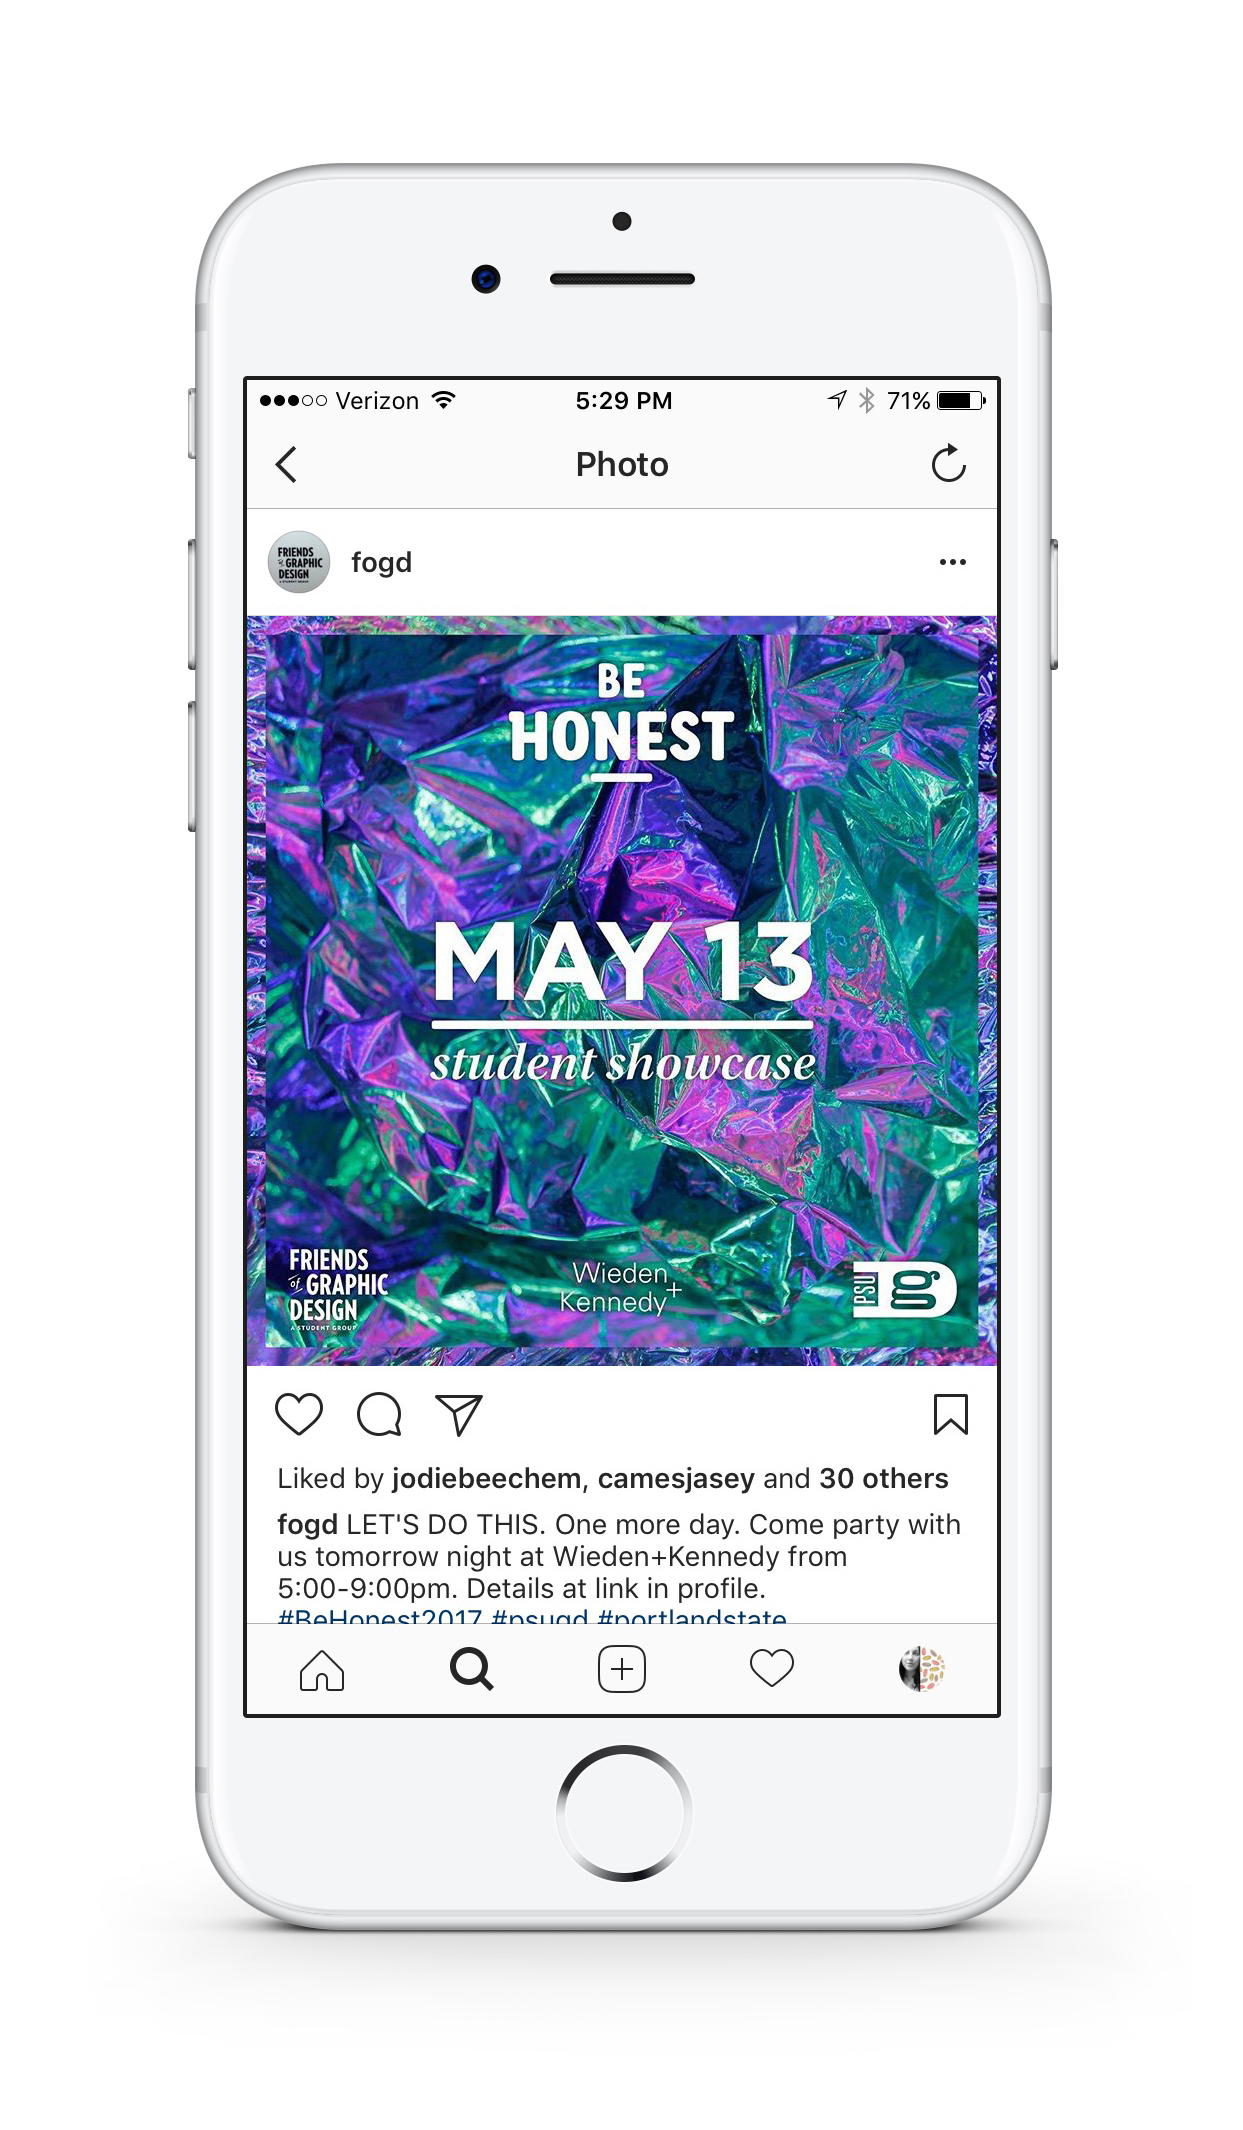 Verizon 5:29 PM 71%
Photo
FRIENDS
of GRAPHIC
DESIGN
A STUDENT GROUP
fogd
BE
HONEST
MAY 13
student showcase
FRIENDS
of GRAPHIC
DESIGN
A STUDENT GROUP
Wieden
Kennedy+
PSU g
Liked by jodiebeechem, camesjasey and 30 others
fogd LET'S DO THIS. One more day. Come party with
us tomorrow night at Wieden+Kennedy from
5:00-9:00pm. Details at link in profile.
#BeHonest2017 #psugd #portlandstate